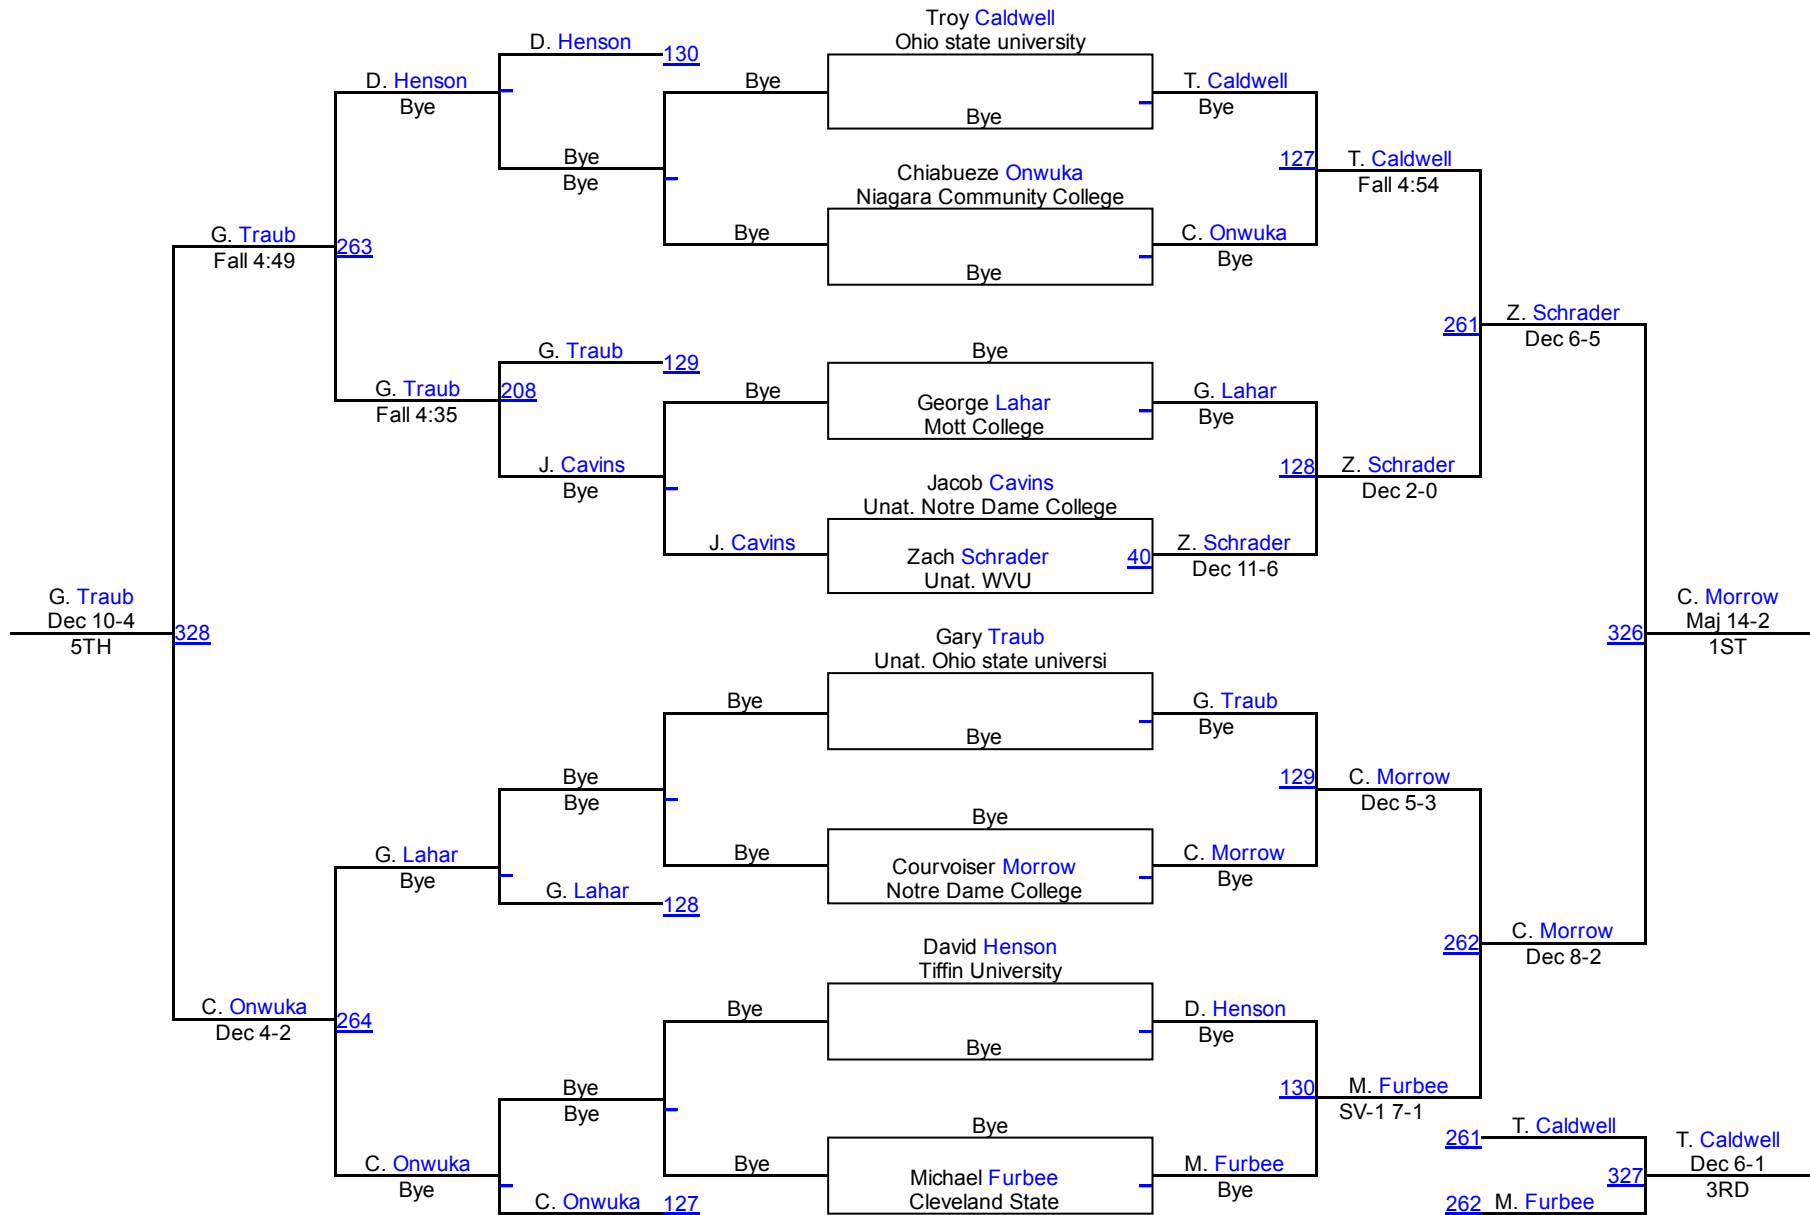 Troy Caldwell
Ohio state university
D. Henson
130
D. Henson
Bye
Bye
T. Caldwell
Bye
Bye
Bye
Bye
127
T. Caldwell
Fall 4:54
Chiabueze Onwuka
Niagara Community College
G. Traub
Fall 4:49
263
Bye
C. Onwuka
Bye
Bye
261
Z. Schrader
Dec 6-5
G. Traub
129
Bye
G. Traub
Fall 4:35
208
Bye
George Lahar
Mott College
G. Lahar
Bye
J. Cavins
Bye
128
Z. Schrader
Dec 2-0
Jacob Cavins
Unat. Notre Dame College
J. Cavins
Zach Schrader
Unat. WVU
40
Z. Schrader
Dec 11-6
G. Traub
Dec 10-4
5TH
328
326
C. Morrow
Maj 14-2
1ST
Gary Traub
Unat. Ohio state universi
Bye
Bye
G. Traub
Bye
Bye
Bye
129
C. Morrow
Dec 5-3
Bye
G. Lahar
Bye
G. Lahar
128
Bye
Courvoiser Morrow
Notre Dame College
C. Morrow
Bye
262
C. Morrow
Dec 8-2
David Henson
Tiffin University
C. Onwuka
Dec 4-2
264
Bye
Bye
D. Henson
Bye
Bye
Bye
130
M. Furbee
SV-1 7-1
Bye
C. Onwuka
Bye
C. Onwuka
127
Bye
Michael Furbee
Cleveland State
M. Furbee
Bye
261
T. Caldwell
262
M. Furbee
327
T. Caldwell
Dec 6-1
3RD